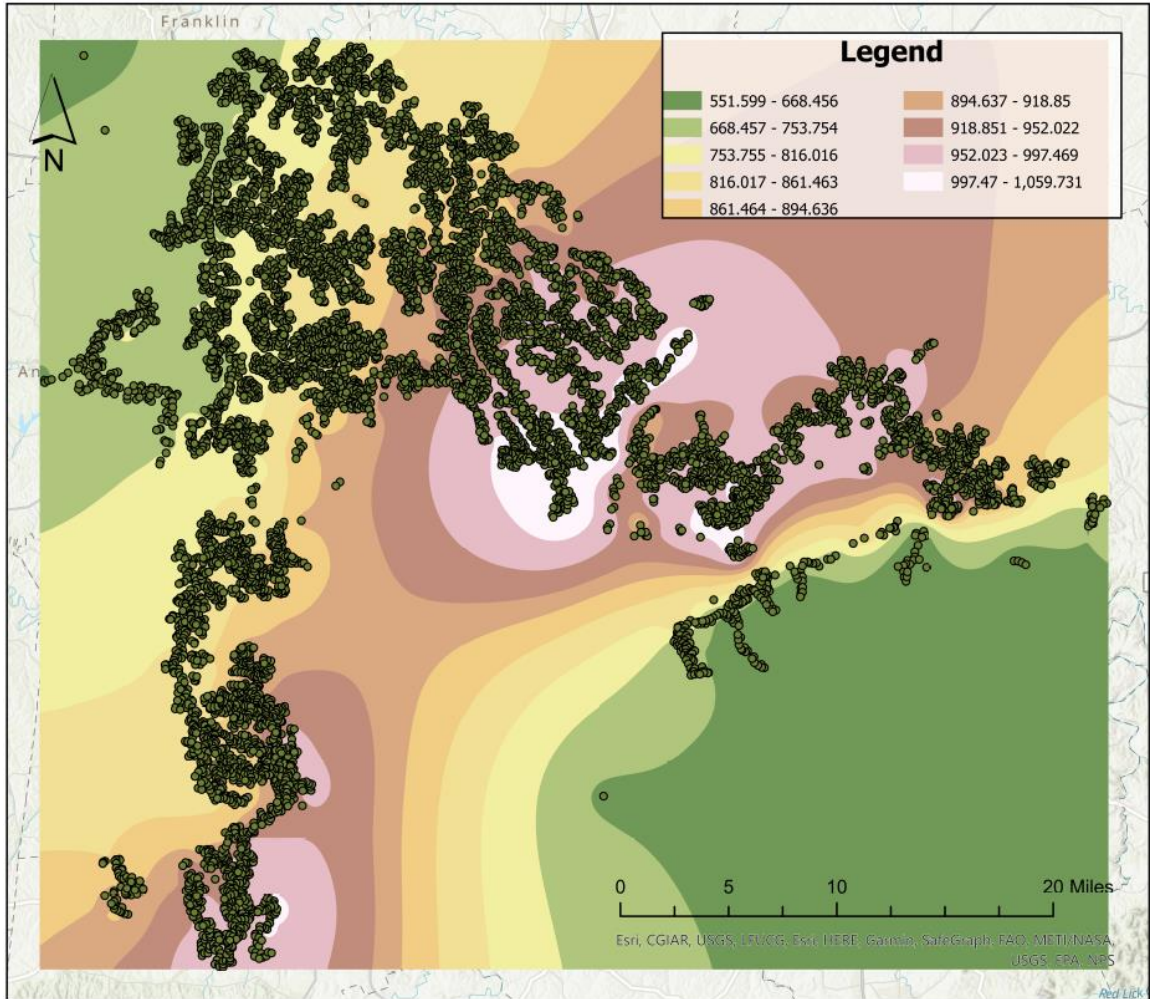 Franklin
Legend
551.599 - 668.456
668.457 - 753.754
753.755 - 816.016
816.017 - 861.463
861.464 - 894.636
894.637 - 918.85
918.851 - 952.022
952.023 - 997.469
997.47 - 1,059.731
N
An
0 5 10 20 Miles
Esri, CGIAR, USGS, LFUCG, Esri, HERE, Garmin, SafeGraph, FAO, METI/NASA,
USGS, EPA, NPS
Red Lick